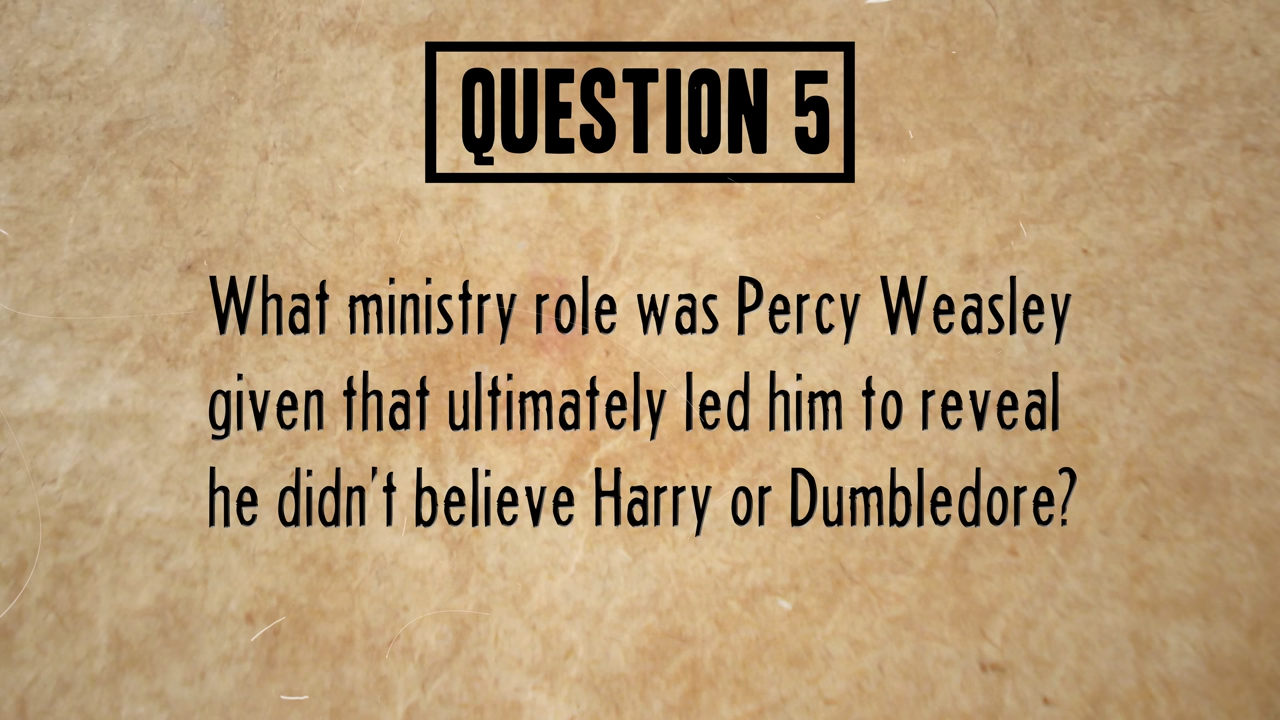 QUESTION 5
What ministry role was Percy Weasley
given that ultimately led him to reveal
he didn't believe Harry or Dumbledore?